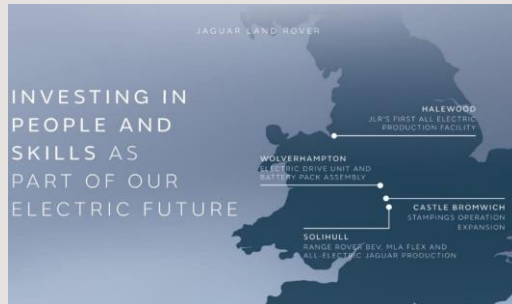 JAGUAR LAND ROVER
INVESTING IN
PEOPLE AND
SKILLS AS
PART OF OUR
ELECTRIC FUTURE
HALEWOOD
JLR'S FIRST ALL ELECTRIC
PRODUCTION FACILITY
WOLVERHAMPTON
ELECTRIC DRIVE UNIT AND
BATTERY PACK ASSEMBLY
CASTLE BROMWICH
STAMPINGS OPERATION
EXPANSION
SOLIHULL
RANGE ROVER BEV, MLA FLEX AND
ALL-ELECTRIC JAGUAR PRODUCTION